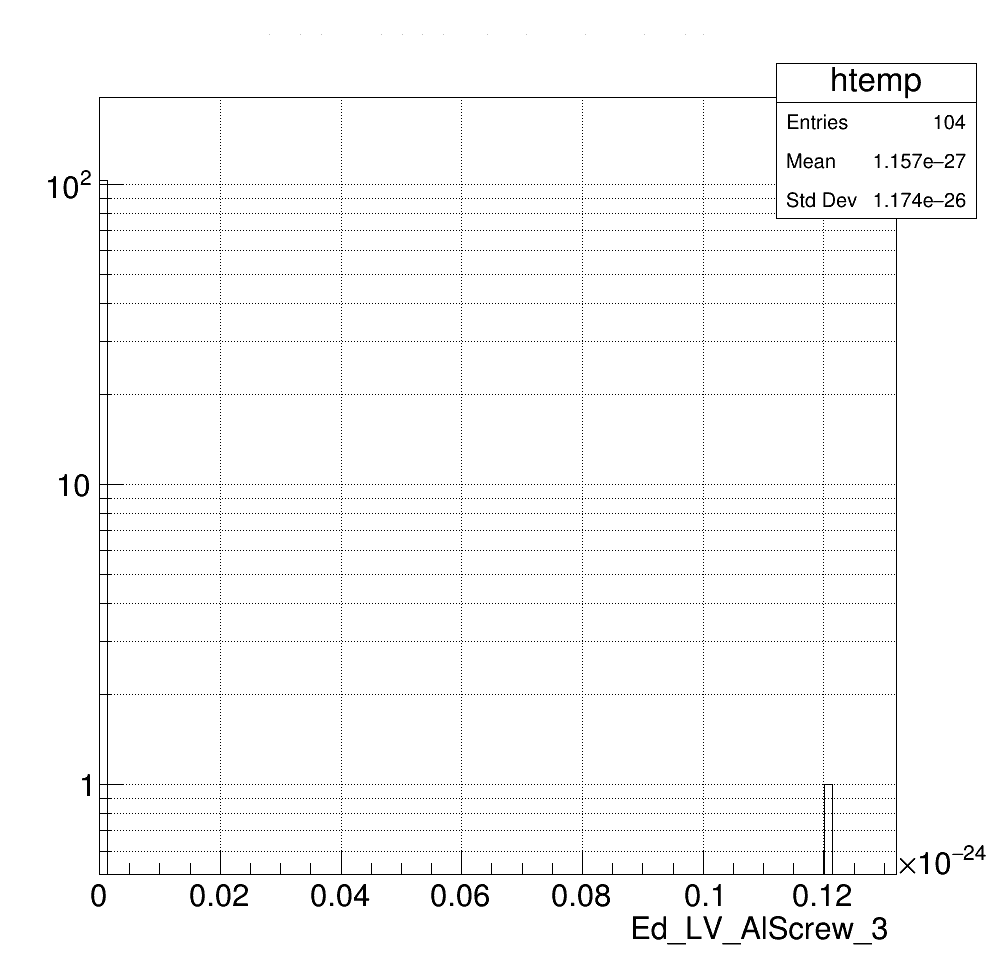 htemp
Entries 104
Mean 1.157e–27
Std Dev 1.174e–26
10²
10
1
0 0.02 0.04 0.06 0.08 0.1 0.12
×10⁻²⁴
Ed_LV_AlScrew_3